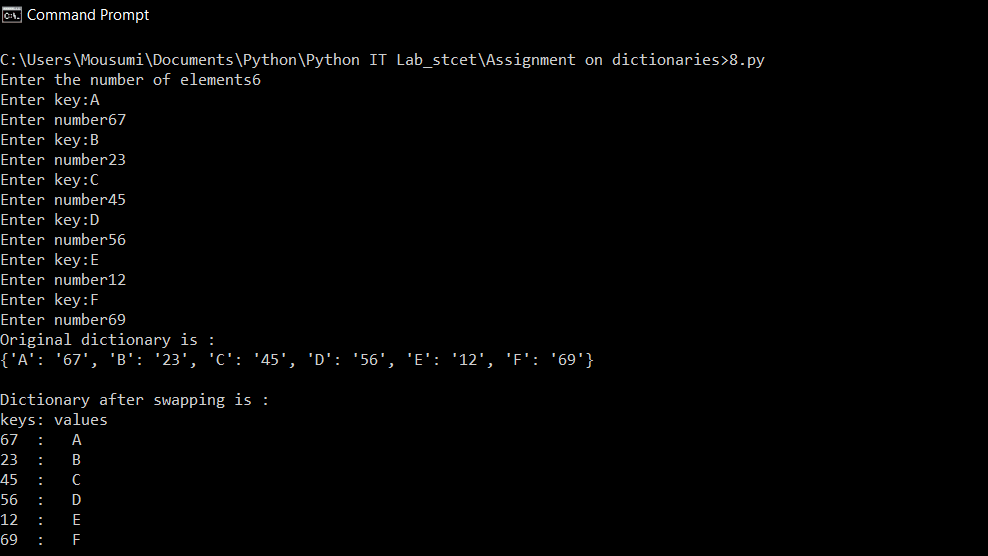 Command Prompt
C:\Users\Mousumi\Documents\Python\Python IT Lab_stcet\Assignment on dictionaries>8.py
Enter the number of elements6
Enter key:A
Enter number67
Enter key:B
Enter number23
Enter key:C
Enter number45
Enter key:D
Enter number56
Enter key:E
Enter number12
Enter key:F
Enter number69
Original dictionary is :
{'A': '67', 'B': '23', 'C': '45', 'D': '56', 'E': '12', 'F': '69'}
Dictionary after swapping is :
keys: values
67  :   A
23  :   B
45  :   C
56  :   D
12  :   E
69  :   F